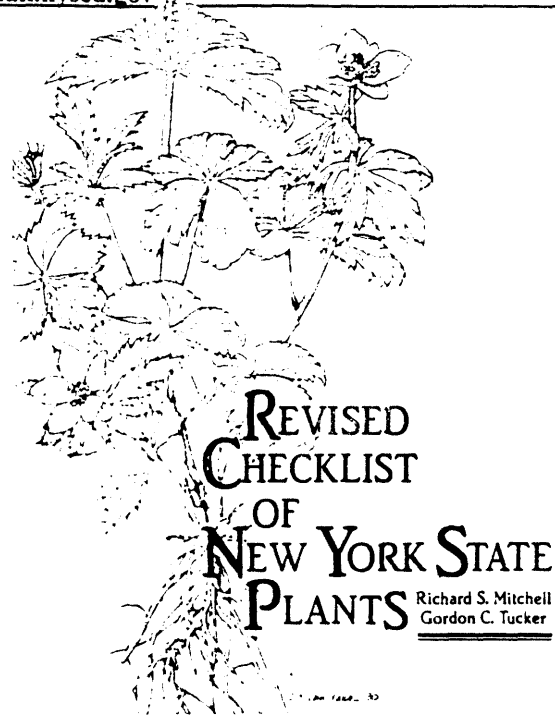 REVISED
CHECKLIST
OF
NEW YORK STATE
PLANTS
Richard S. Mitchell
Gordon C. Tucker